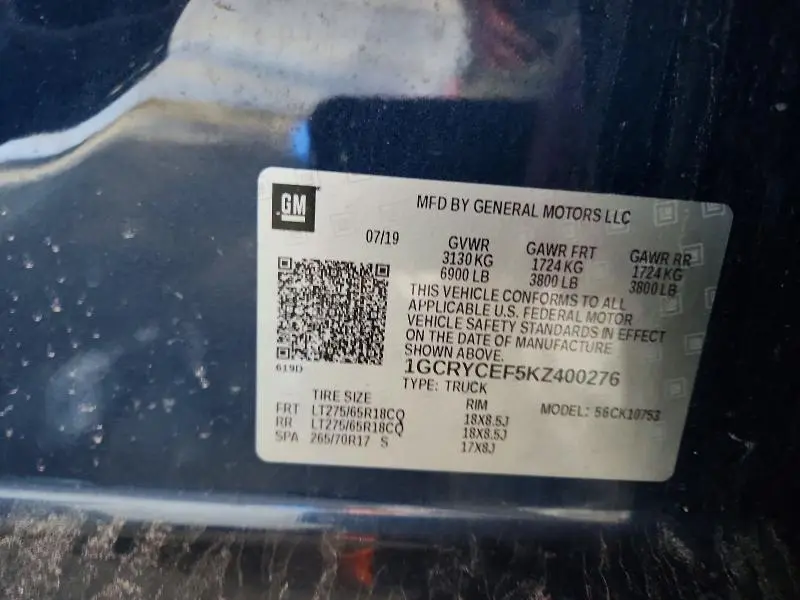 GM
MFD BY GENERAL MOTORS LLC
07/19
GVWR
3130 KG
6900 LB
GAWR FRT
1724 KG
3800 LB
GAWR RR
1724 KG
3800 LB
THIS VEHICLE CONFORMS TO ALL
APPLICABLE U.S. FEDERAL MOTOR
VEHICLE SAFETY STANDARDS IN EFFECT
ON THE DATE OF MANUFACTURE
SHOWN ABOVE.
619D
1GCRYCEF5KZ400276
TYPE: TRUCK
MODEL: 56CK10753
TIRE SIZE RIM
FRT LT275/65R18CQ 18X8.5J
RR LT275/65R18CQ 18X8.5J
SPA 265/70R17 S 17X8J